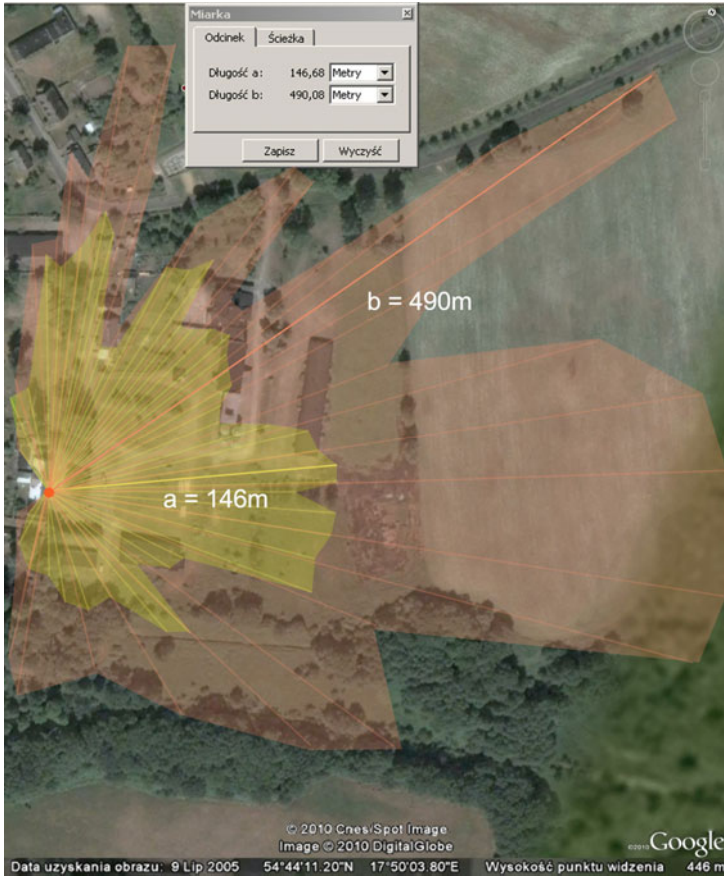 Miarka
Odcinek Ścieżka
Długość a: 146,68 Metry
Długość b: 490,08 Metry
Zapisz Wyczyść
b = 490m
a = 146m
© 2010 Cnes/Spot Image
Image © 2010 DigitalGlobe
©2010 Google
Data uzyskania obrazu: 9 Lip 2005 54°44'11.20"N 17°50'03.80"E Wysokość punktu widzenia 446 m